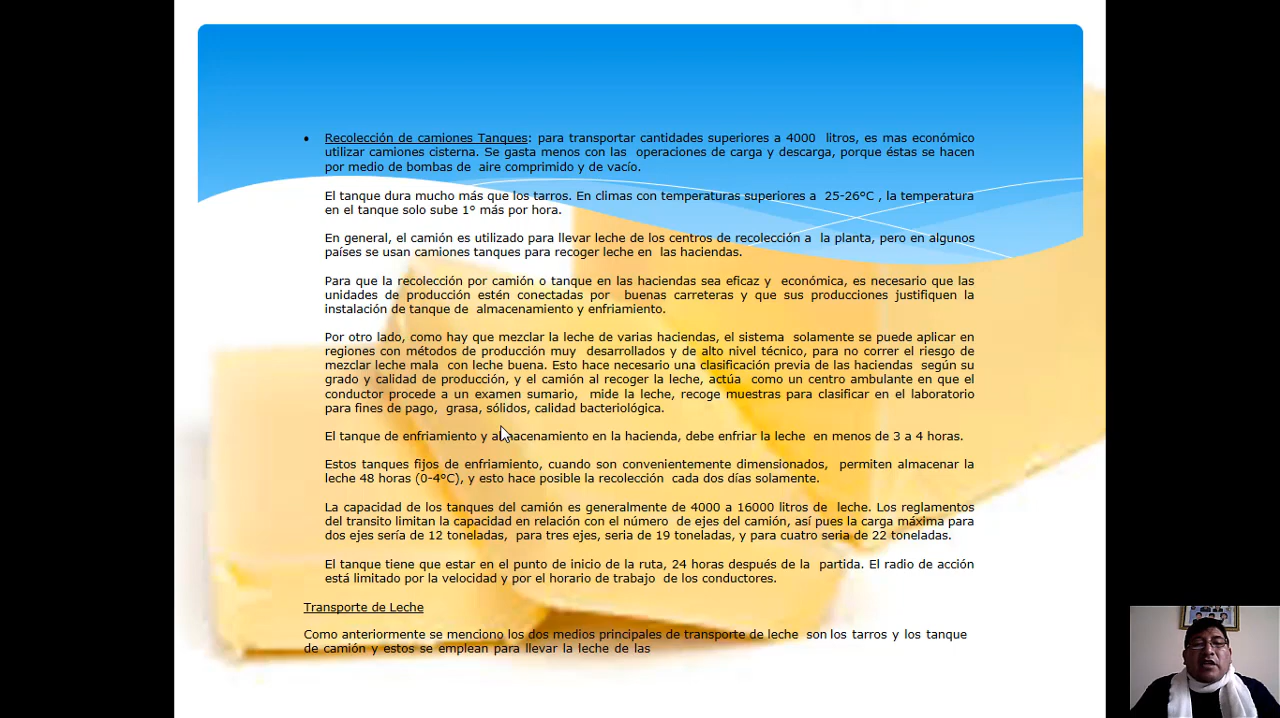 • Recolección de camiones Tanques: para transportar cantidades superiores a 4000 litros, es mas económico
utilizar camiones cisterna. Se gasta menos con las operaciones de carga y descarga, porque éstas se hacen
por medio de bombas de aire comprimido y de vacío.
El tanque dura mucho más que los tarros. En climas con temperaturas superiores a 25-26ºC , la temperatura
en el tanque solo sube 1° más por hora.
En general, el camión es utilizado para llevar leche de los centros de recolección a la planta, pero en algunos
países se usan camiones tanques para recoger leche en las haciendas.
Para que la recolección por camión o tanque en las haciendas sea eficaz y económica, es necesario que las
unidades de producción estén conectadas por buenas carreteras y que sus producciones justifiquen la
instalación de tanque de almacenamiento y enfriamiento.
Por otro lado, como hay que mezclar la leche de varias haciendas, el sistema solamente se puede aplicar en
regiones con métodos de producción muy desarrollados y de alto nivel técnico, para no correr el riesgo de
mezclar leche mala con leche buena. Esto hace necesario una clasificación previa de las haciendas según su
grado y calidad de producción, y el camión al recoger la leche, actúa como un centro ambulante en que el
conductor procede a un examen sumario, mide la leche, recoge muestras para clasificar en el laboratorio
para fines de pago, grasa, sólidos, calidad bacteriológica.
El tanque de enfriamiento y almacenamiento en la hacienda, debe enfriar la leche en menos de 3 a 4 horas.
Estos tanques fijos de enfriamiento, cuando son convenientemente dimensionados, permiten almacenar la
leche 48 horas (0-4ºC), y esto hace posible la recolección cada dos días solamente.
La capacidad de los tanques del camión es generalmente de 4000 a 16000 litros de leche. Los reglamentos
del transito limitan la capacidad en relación con el número de ejes del camión, así pues la carga máxima para
dos ejes sería de 12 toneladas, para tres ejes, seria de 19 toneladas, y para cuatro seria de 22 toneladas.
El tanque tiene que estar en el punto de inicio de la ruta, 24 horas después de la partida. El radio de acción
está limitado por la velocidad y por el horario de trabajo de los conductores.
Transporte de Leche
Como anteriormente se menciono los dos medios principales de transporte de leche son los tarros y los tanque
de camión y estos se emplean para llevar la leche de las